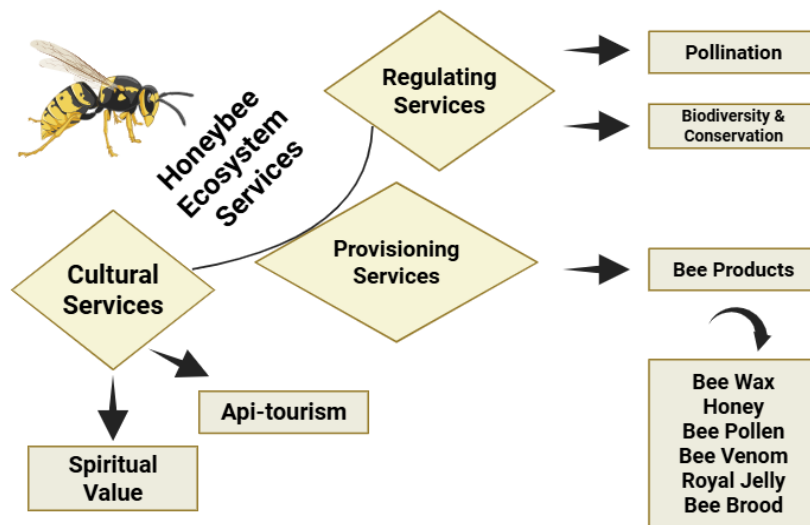 Honeybee
Ecosystem
Services
Regulating
Services
Pollination
Biodiversity &
Conservation
Provisioning
Services
Bee Products
Bee Wax
Honey
Bee Pollen
Bee Venom
Royal Jelly
Bee Brood
Cultural
Services
Api-tourism
Spiritual
Value